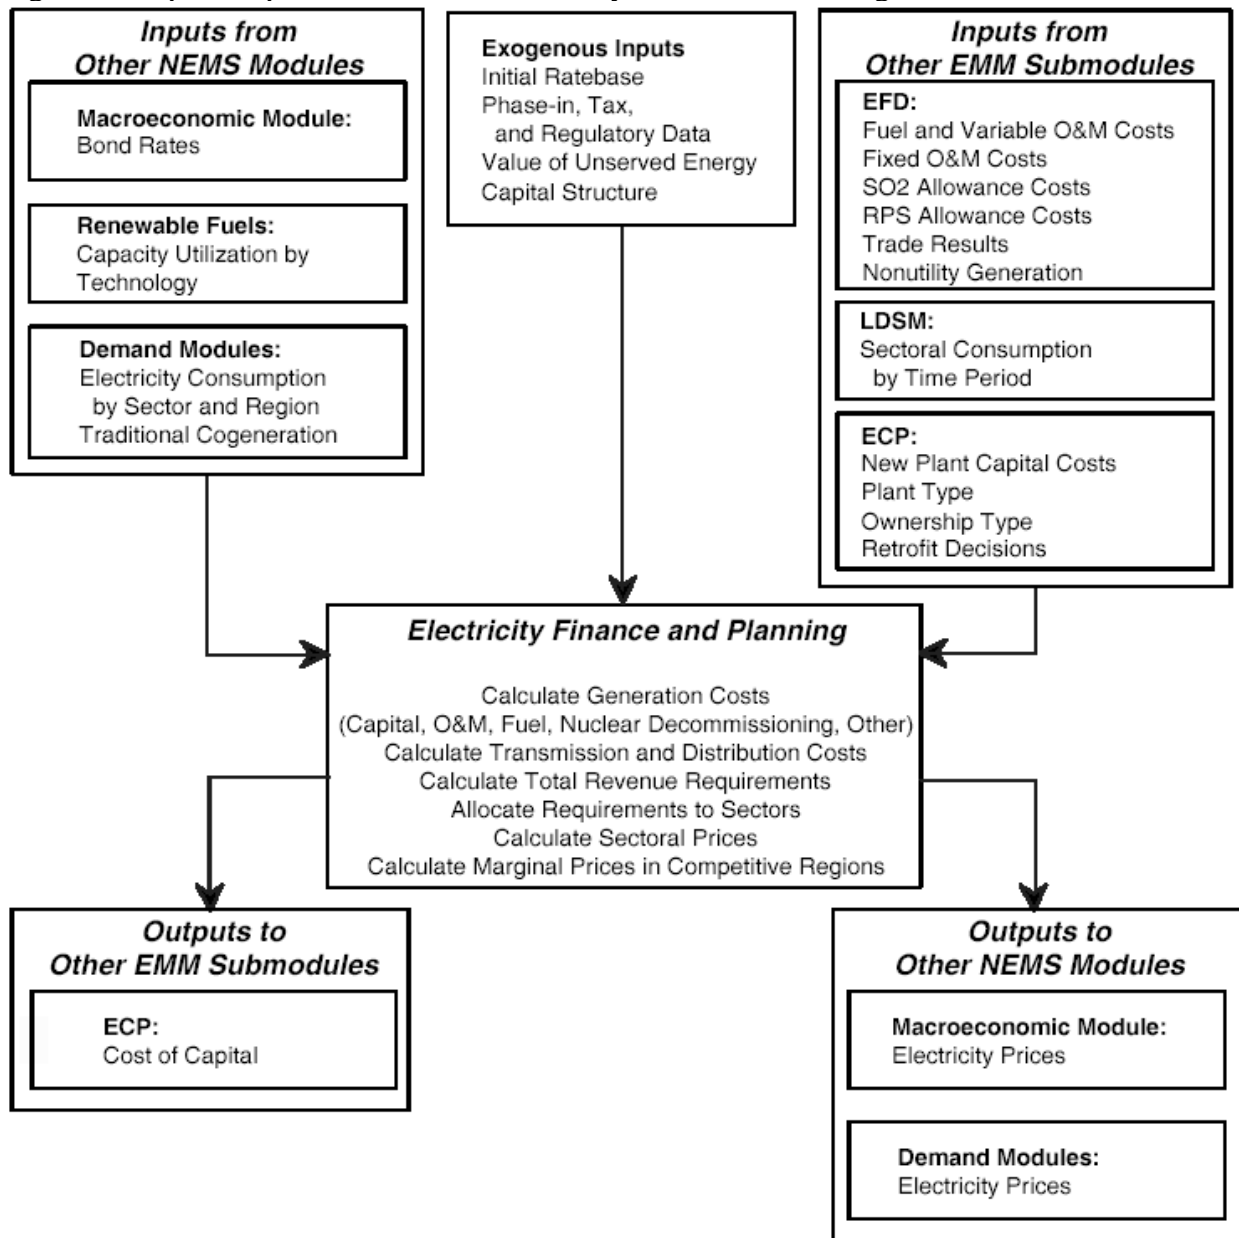 Inputs from
Other NEMS Modules
Macroeconomic Module:
Bond Rates
Renewable Fuels:
Capacity Utilization by
Technology
Demand Modules:
Electricity Consumption
by Sector and Region
Traditional Cogeneration
Exogenous Inputs
Initial Ratebase
Phase-in, Tax,
and Regulatory Data
Value of Unserved Energy
Capital Structure
Inputs from
Other EMM Submodules
EFD:
Fuel and Variable O&M Costs
Fixed O&M Costs
SO2 Allowance Costs
RPS Allowance Costs
Trade Results
Nonutility Generation
LDSM:
Sectoral Consumption
by Time Period
ECP:
New Plant Capital Costs
Plant Type
Ownership Type
Retrofit Decisions
Electricity Finance and Planning
Calculate Generation Costs
(Capital, O&M, Fuel, Nuclear Decommissioning, Other)
Calculate Transmission and Distribution Costs
Calculate Total Revenue Requirements
Allocate Requirements to Sectors
Calculate Sectoral Prices
Calculate Marginal Prices in Competitive Regions
Outputs to
Other EMM Submodules
ECP:
Cost of Capital
Outputs to
Other NEMS Modules
Macroeconomic Module:
Electricity Prices
Demand Modules:
Electricity Prices